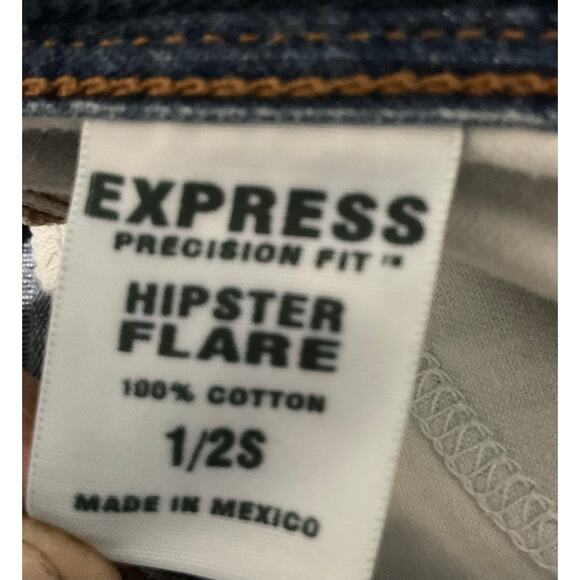 EXPRESS
PRECISION FIT™
HIPSTER
FLARE
100% COTTON
1/2S
MADE IN MEXICO